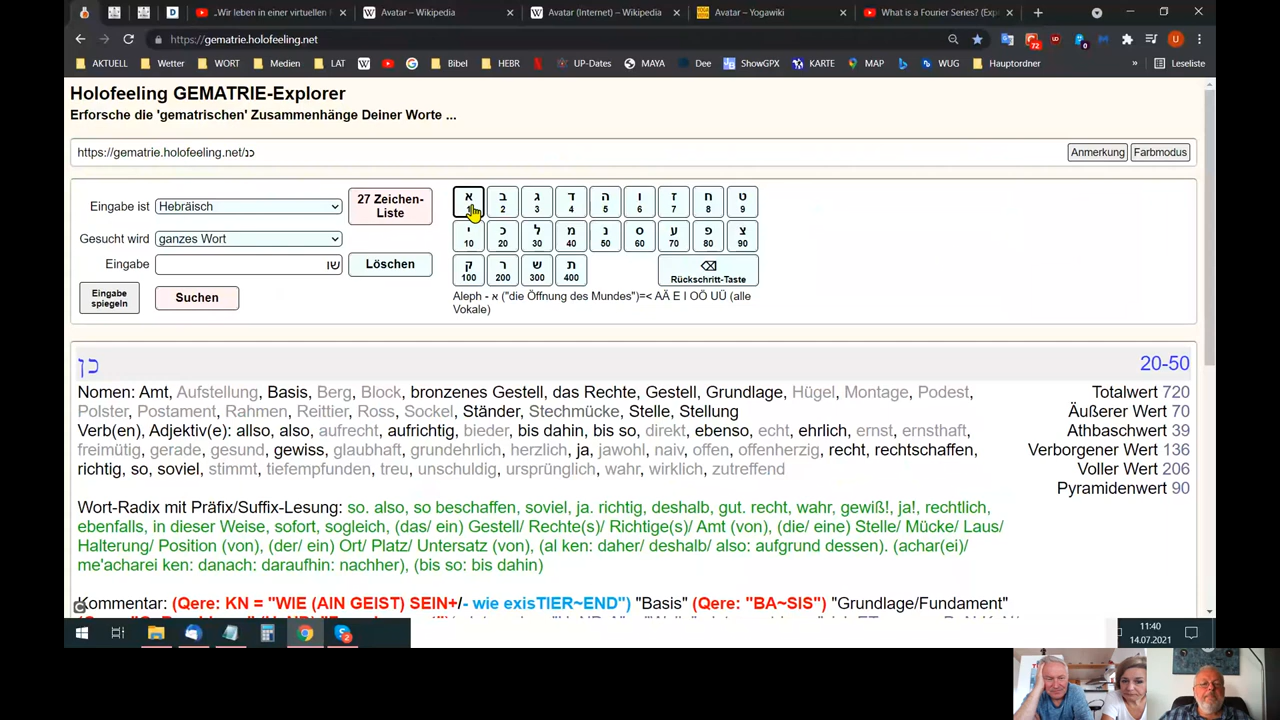 „Wir leben in einer virtuellen
Avatar – Wikipedia
Avatar (Internet) – Wikipedia
Avatar – Yogawiki
What is a Fourier Series? (Exp
https://gematrie.holofeeling.net
72
0
U
AKTUELL
Wetter
WORT
Medien
LAT
Bibel
HEBR
UP-Dates
MAYA
Dee
ShowGPX
KARTE
MAP
WUG
Hauptordner
»
Leseliste
Holofeeling GEMATRIE-Explorer
Erforsche die 'gematrischen' Zusammenhänge Deiner Worte ...
https://gematrie.holofeeling.net/כנ
Anmerkung
Farbmodus
Eingabe ist
Hebräisch
27 Zeichen-
Liste
Gesucht wird
ganzes Wort
Eingabe
שו
Löschen
Eingabe
spiegeln
Suchen
א ב ג ד ה ו ז ח ט
1 2 3 4 5 6 7 8 9
י כ ל מ נ ס ע פ צ
10 20 30 40 50 60 70 80 90
ק ר ש ת
100 200 300 400
Rückschritt-Taste
Aleph - א ("die Öffnung des Mundes")=< AÄ E I OÖ UÜ (alle
Vokale)
כן
20-50
Nomen: Amt, Aufstellung, Basis, Berg, Block, bronzenes Gestell, das Rechte, Gestell, Grundlage, Hügel, Montage, Podest,
Polster, Postament, Rahmen, Reittier, Ross, Sockel, Ständer, Stechmücke, Stelle, Stellung
Verb(en), Adjektiv(e): allso, also, aufrecht, aufrichtig, bieder, bis dahin, bis so, direkt, ebenso, echt, ehrlich, ernst, ernsthaft,
freimütig, gerade, gesund, gewiss, glaubhaft, grundehrlich, herzlich, ja, jawohl, naiv, offen, offenherzig, recht, rechtschaffen,
richtig, so, soviel, stimmt, tiefempfunden, treu, unschuldig, ursprünglich, wahr, wirklich, zutreffend
Totalwert 720
Äußerer Wert 70
Athbaschwert 39
Verborgener Wert 136
Voller Wert 206
Pyramidenwert 90
Wort-Radix mit Präfix/Suffix-Lesung: so. also, so beschaffen, soviel, ja. richtig, deshalb, gut. recht, wahr, gewiß!, ja!, rechtlich,
ebenfalls, in dieser Weise, sofort, sogleich, (das/ ein) Gestell/ Rechte(s)/ Richtige(s)/ Amt (von), (die/ eine) Stelle/ Mücke/ Laus/
Halterung/ Position (von), (der/ ein) Ort/ Platz/ Untersatz (von), (al ken: daher/ deshalb/ also: aufgrund dessen). (achar(ei)/
me'acharei ken: danach: daraufhin: nachher), (bis so: bis dahin)
Kommentar: (Qere: KN = "WIE (AIN GEIST) SEIN+/- wie exisTIER~END") "Basis" (Qere: "BA~SIS") "Grundlage/Fundament"
11:40
14.07.2021